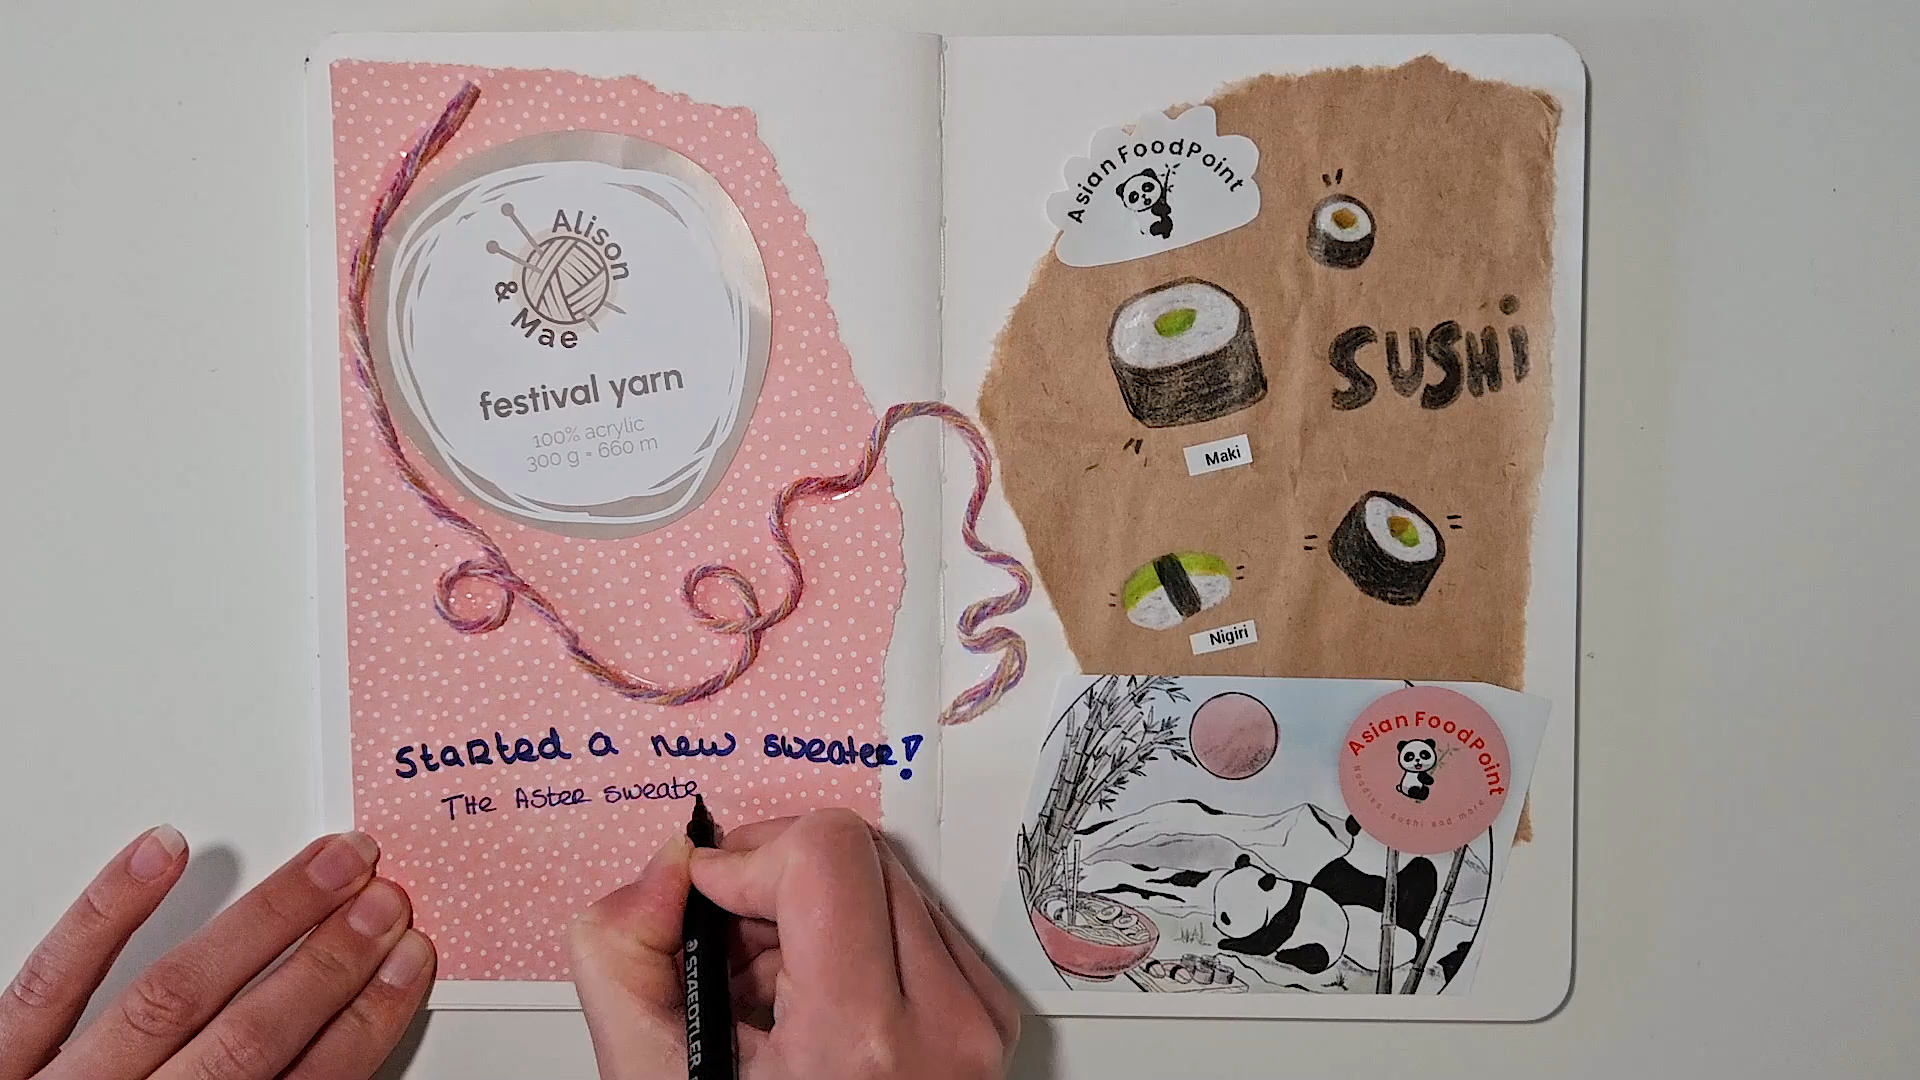 Alison
& Mae
festival yarn
100% acrylic
300 g = 660 m
Started a new sweater!
The Aster sweate
Asian FoodPoint
SUSHi
Maki
Nigiri
Asian FoodPoint
Noodles, sushi and more
STAEDTLER